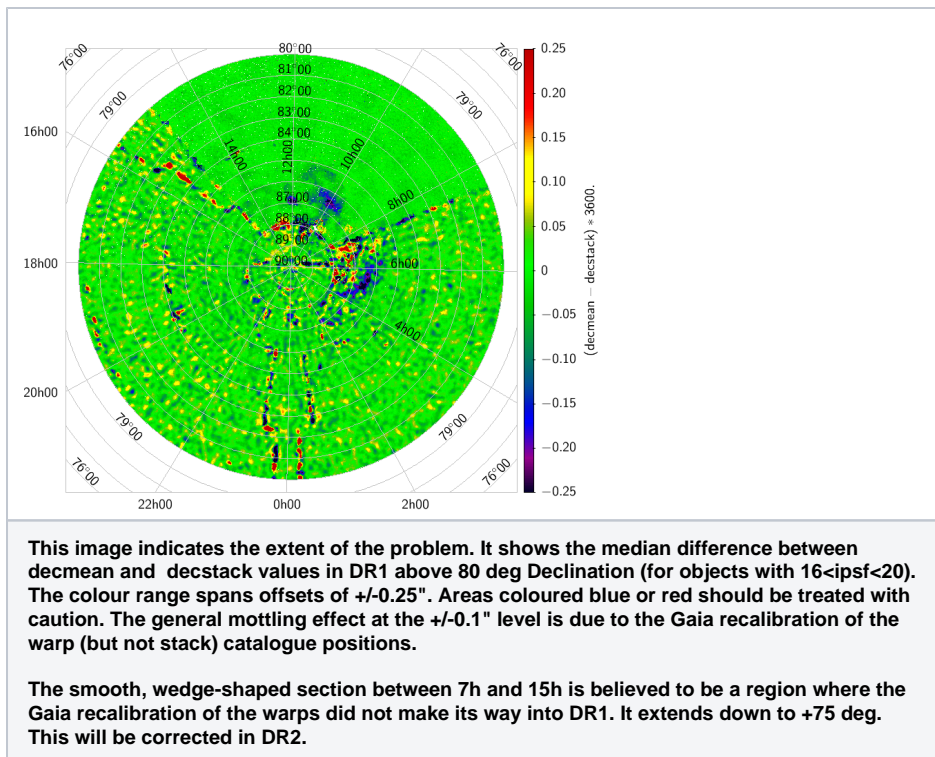 76°00
80°00
76°00
81°00
82°00
79°00
83°00
79°00
84°00
16h00
14h00
12h00
10h00
87°00
8h00
88°00
89°00
18h00
90°00
6h00
4h00
20h00
79°00
79°00
76°00
76°00
22h00
0h00
2h00
0.25
0.20
0.15
0.10
0.05
0
−0.05
−0.10
−0.15
−0.20
−0.25
(decmean − decstack) * 3600.
This image indicates the extent of the problem. It shows the median difference between
decmean and decstack values in DR1 above 80 deg Declination (for objects with 16<ipsf<20).
The colour range spans offsets of +/-0.25". Areas coloured blue or red should be treated with
caution. The general mottling effect at the +/-0.1" level is due to the Gaia recalibration of the
warp (but not stack) catalogue positions.
The smooth, wedge-shaped section between 7h and 15h is believed to be a region where the
Gaia recalibration of the warps did not make its way into DR1. It extends down to +75 deg.
This will be corrected in DR2.